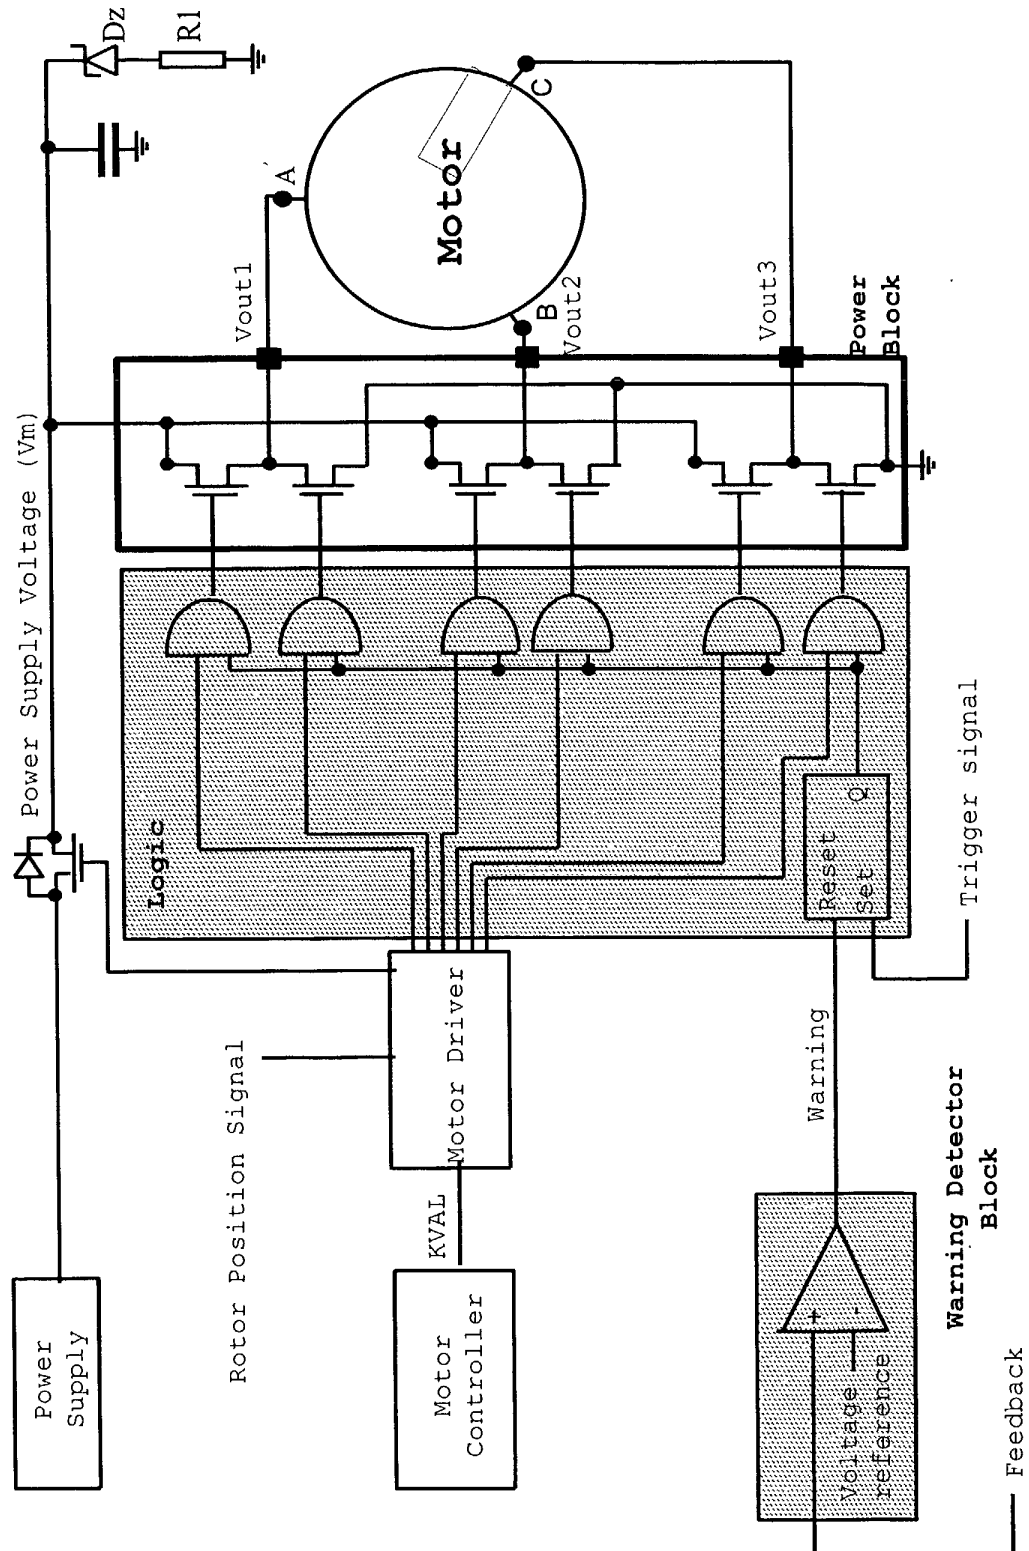 Power
Supply
Power Supply Voltage (Vm)
Dz
R1
Rotor Position Signal
Logic
Vout1
A
Motor
Controller
KVAL
Motor Driver
Motor
B
Vout2
C
Vout3
Power
Block
Voltage
reference
+
-
Warning
Reset
Set
Q
Trigger signal
Warning Detector
Block
Feedback